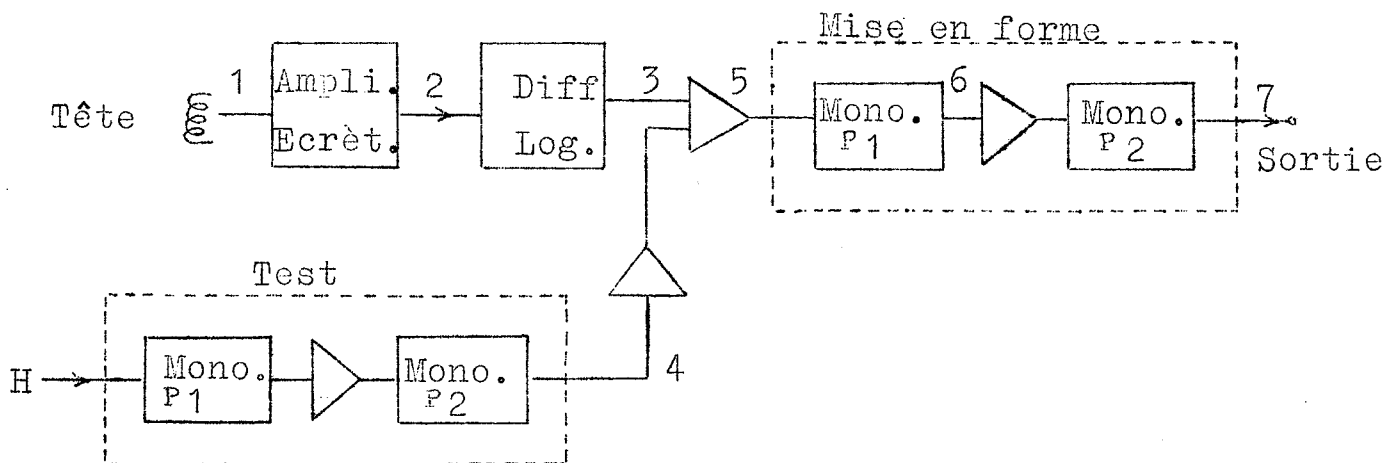 Mise en forme
Tête
1
Ampli.
Ecrèt.
2
Diff
Log.
3
5
Mono.
P1
6
Mono.
P2
7
Sortie
Test
H
Mono.
P1
Mono.
P2
4